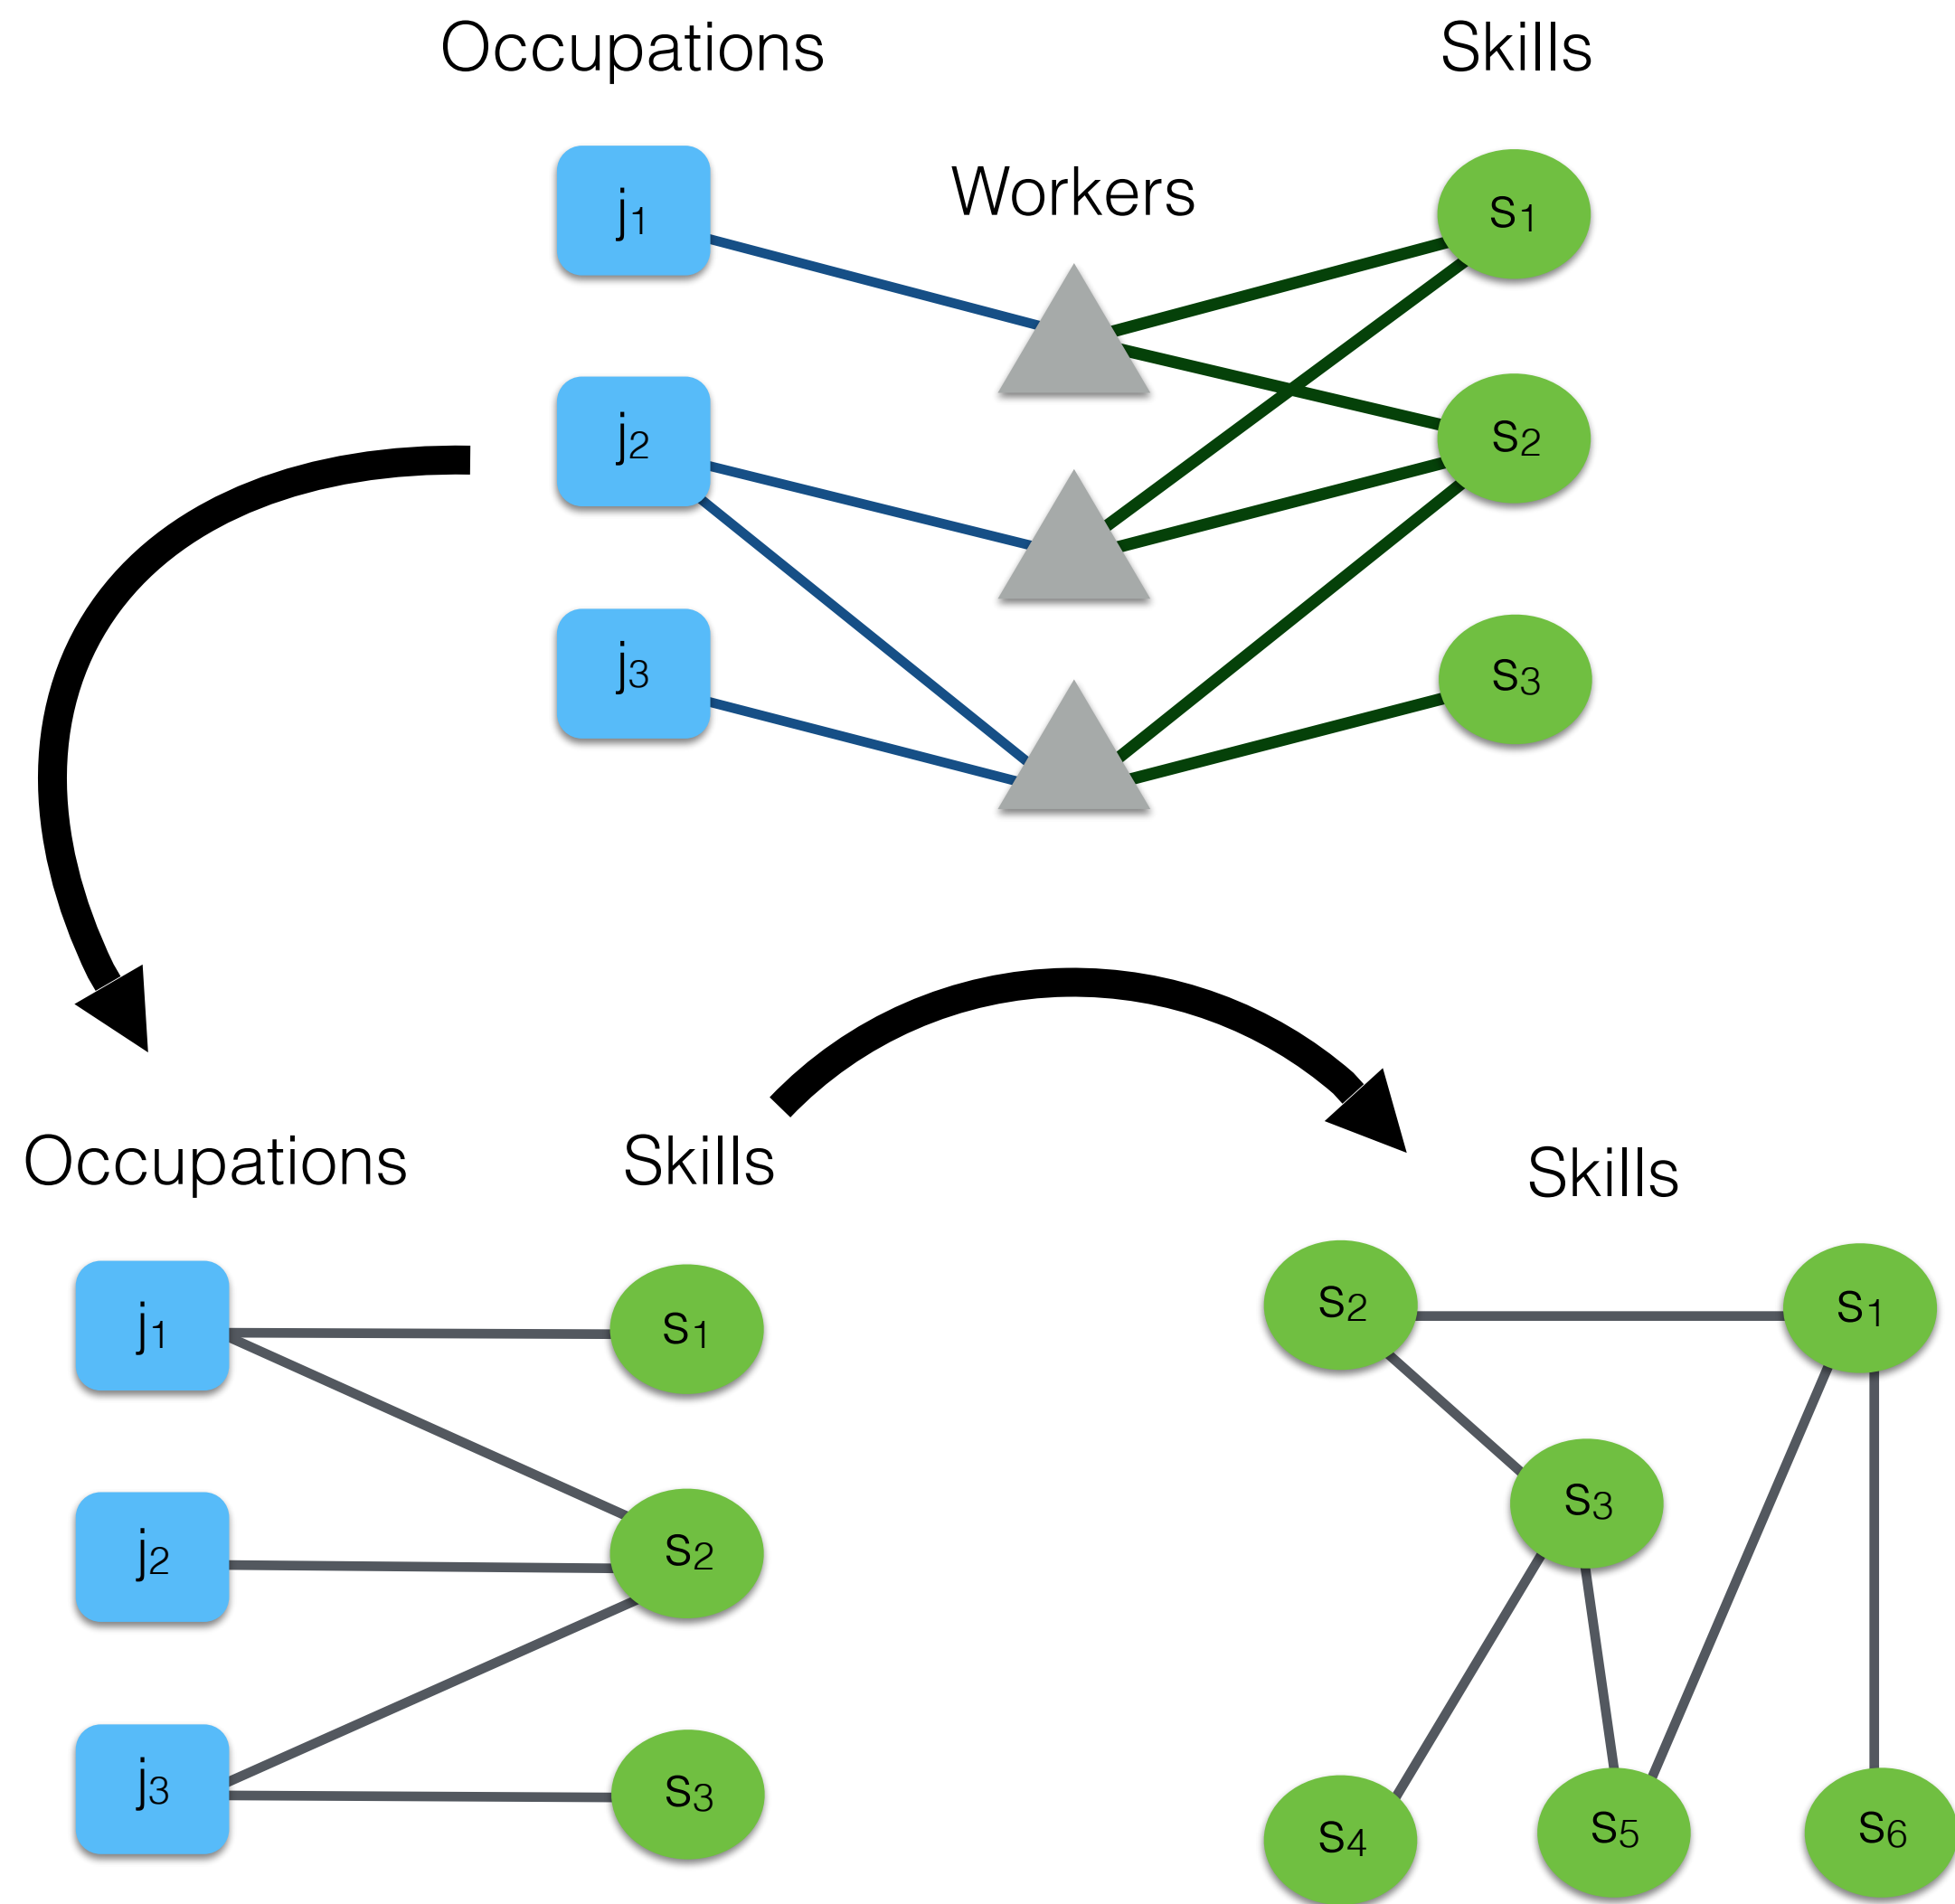 Occupations
Skills
Workers
j1
s1
j2
s2
j3
s3
Occupations
Skills
Skills
j1
s1
s2
s1
j2
s2
s3
j3
s3
s4
s5
s6